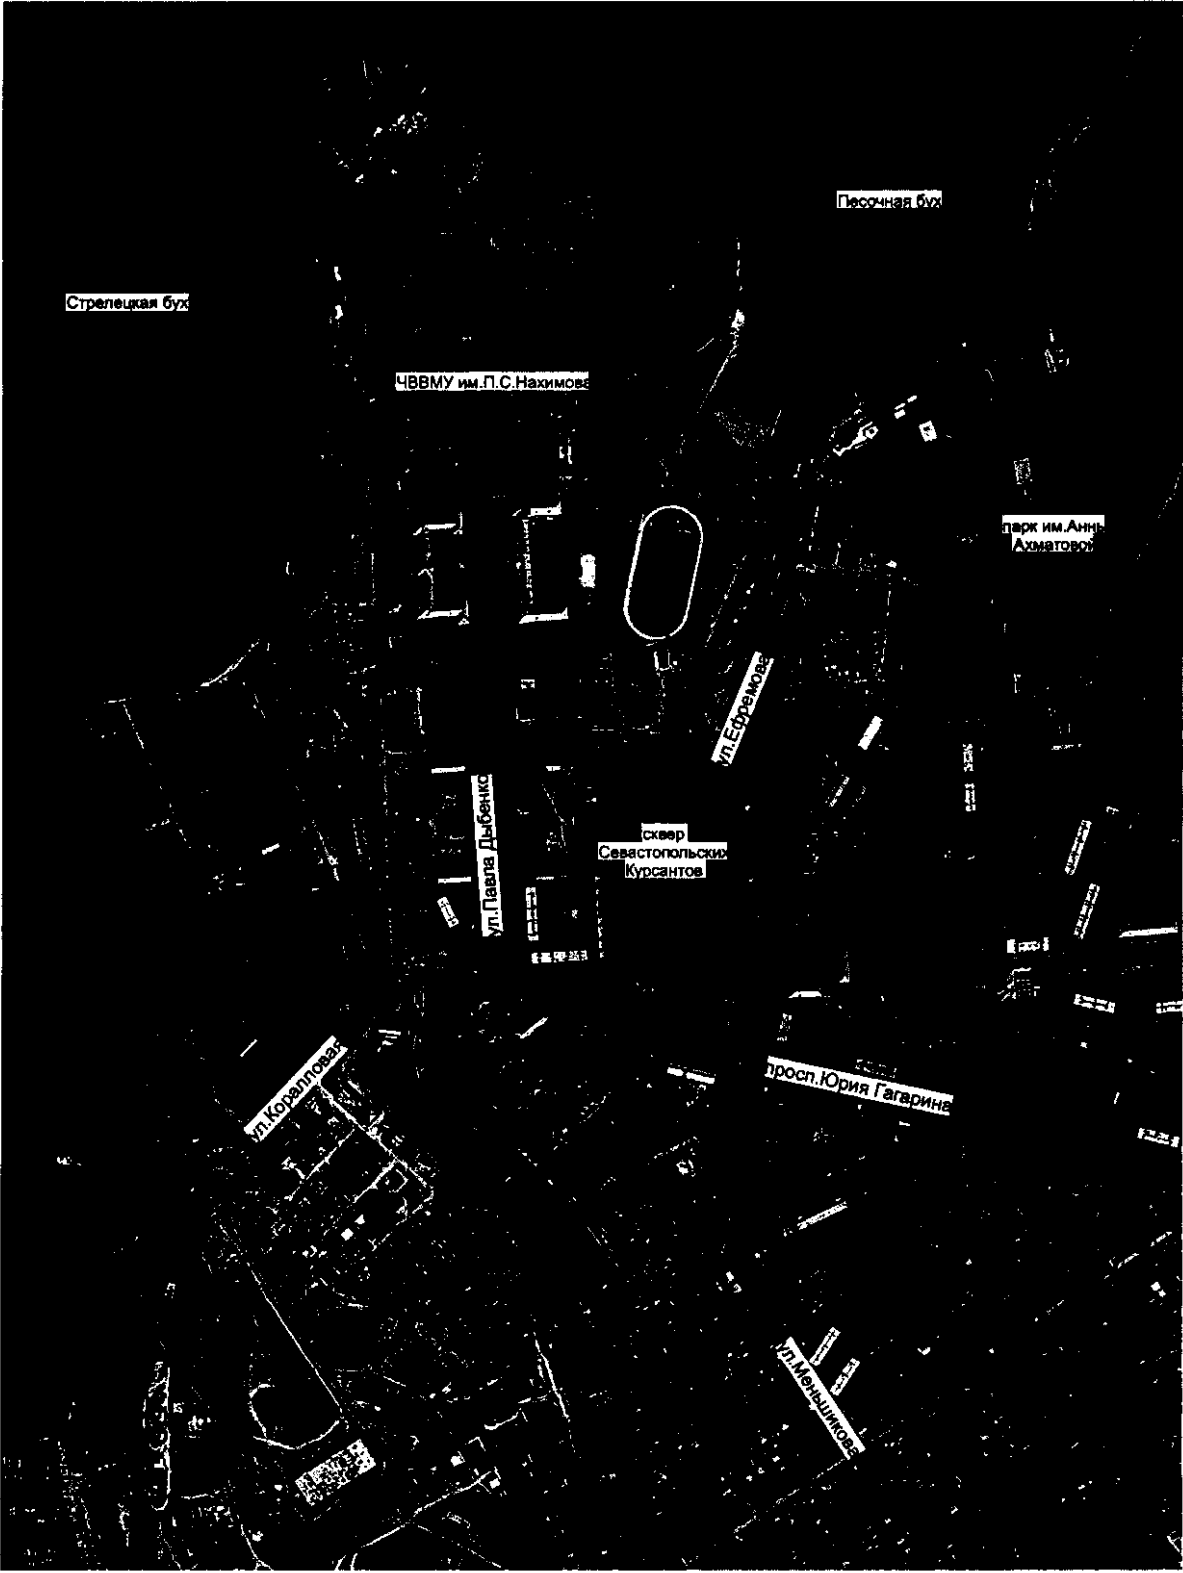 Песочная бух
Стрелецкая бух
ЧВВМУ им.П.С.Нахимова
парк им.Анны
Ахматовой
ул.Ефремова
ул.Павла Дыбенко
сквер
Севастопольских
Курсантов
ул.Коралловая
просп.Юрия Гагарина
ул.Меньшикова